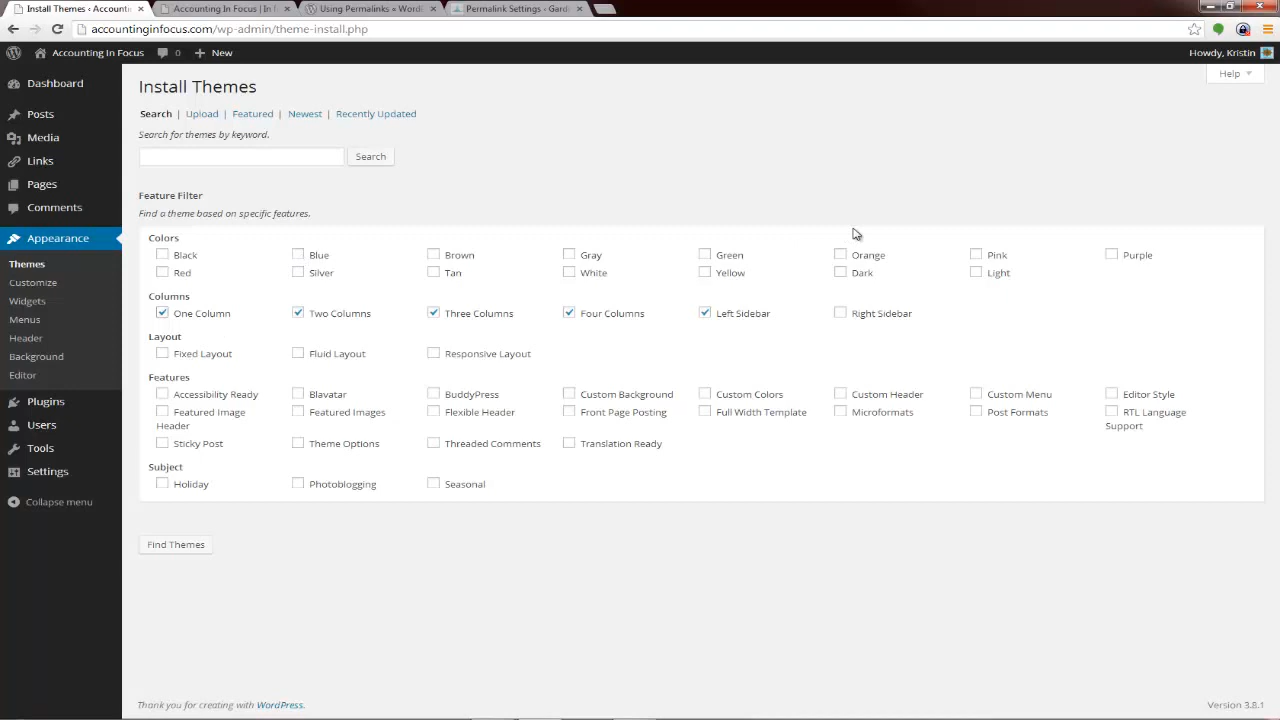 Install Themes ‹ Account
Accounting In Focus | In
Using Permalinks « Word
Permalink Settings ‹ Gard
accountinginfocus.com/wp-admin/theme-install.php
Accounting In Focus 0 New Howdy, Kristin
Help
Dashboard
Posts
Media
Links
Pages
Comments
Appearance
Themes
Customize
Widgets
Menus
Header
Background
Editor
Plugins
Users
Tools
Settings
Collapse menu
Install Themes
Search | Upload | Featured | Newest | Recently Updated
Search for themes by keyword.
Search
Feature Filter
Find a theme based on specific features.
Colors
Black Blue Brown Gray Green Orange Pink Purple
Red Silver Tan White Yellow Dark Light
Columns
One Column Two Columns Three Columns Four Columns Left Sidebar Right Sidebar
Layout
Fixed Layout Fluid Layout Responsive Layout
Features
Accessibility Ready Blavatar BuddyPress Custom Background Custom Colors Custom Header Custom Menu Editor Style
Featured Image Featured Images Flexible Header Front Page Posting Full Width Template Microformats Post Formats RTL Language
Header Support
Sticky Post Theme Options Threaded Comments Translation Ready
Subject
Holiday Photoblogging Seasonal
Find Themes
Thank you for creating with WordPress. Version 3.8.1